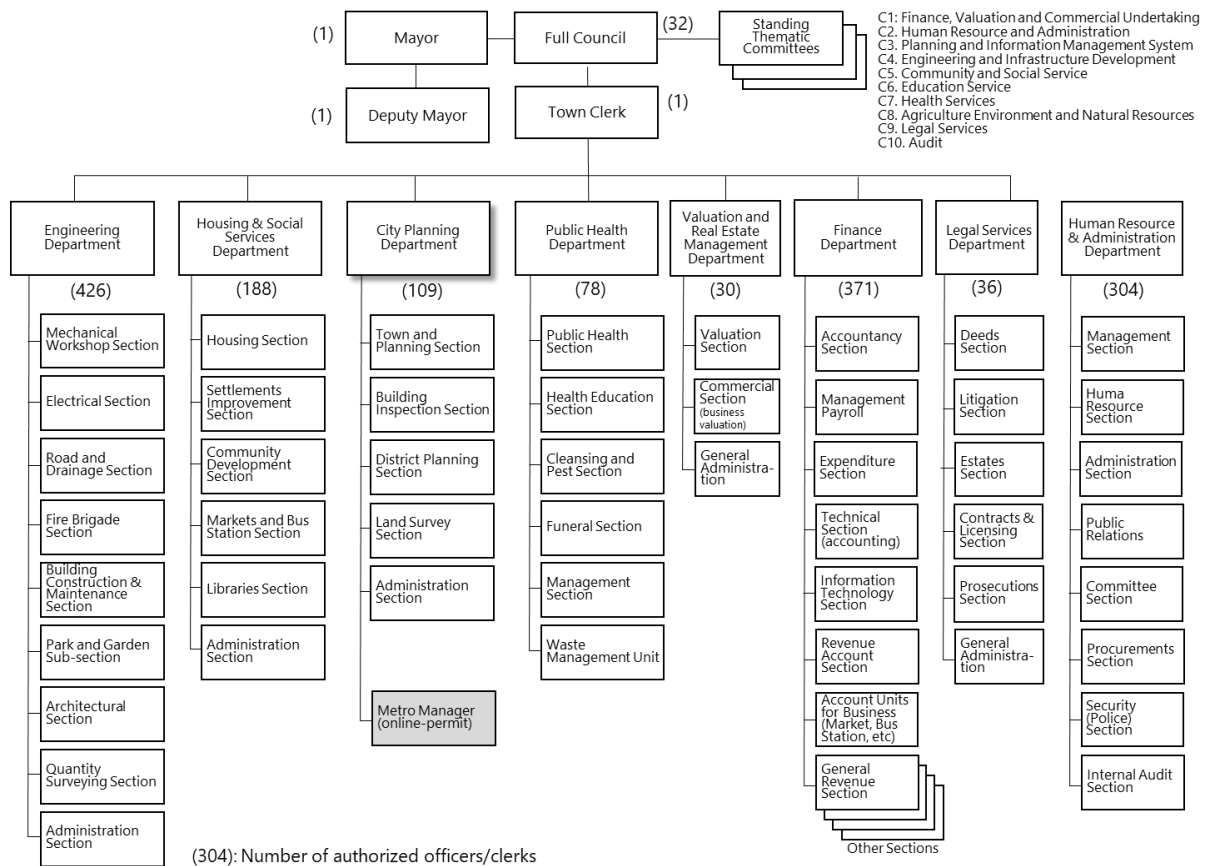 (1)
Mayor
Full Council
(32)
Standing
Thematic
Committees
C1: Finance, Valuation and Commercial Undertaking
C2. Human Resource and Administration
C3. Planning and Information Management System
C4. Engineering and Infrastructure Development
C5. Community and Social Service
C6. Education Service
C7. Health Services
C8. Agriculture Environment and Natural Resources
C9. Legal Services
C10. Audit
(1)
Deputy Mayor
Town Clerk
(1)
Engineering
Department
(426)
Mechanical
Workshop Section
Electrical Section
Road and
Drainage Section
Fire Brigade
Section
Building
Construction &
Maintenance
Section
Park and Garden
Sub-section
Architectural
Section
Quantity
Surveying Section
Administration
Section
Housing & Social
Services
Department
(188)
Housing Section
Settlements
Improvement
Section
Community
Development
Section
Markets and Bus
Station Section
Libraries Section
Administration
Section
City Planning
Department
(109)
Town and
Planning Section
Building
Inspection Section
District Planning
Section
Land Survey
Section
Administration
Section
Metro Manager
(online-permit)
Public Health
Department
(78)
Public Health
Section
Health Education
Section
Cleansing and
Pest Section
Funeral Section
Management
Section
Waste
Management Unit
Valuation and
Real Estate
Management
Department
(30)
Valuation
Section
Commercial
Section
(business
valuation)
General
Administra-
tion
Finance
Department
(371)
Accountancy
Section
Management
Payroll
Expenditure
Section
Technical
Section
(accounting)
Information
Technology
Section
Revenue
Account
Section
Account Units
for Business
(Market, Bus
Station, etc)
General
Revenue
Section
Other Sections
Legal Services
Department
(36)
Deeds
Section
Litigation
Section
Estates
Section
Contracts &
Licensing
Section
Prosecutions
Section
General
Administra-
tion
Human Resource
& Administration
Department
(304)
Management
Section
Huma
Resource
Section
Administration
Section
Public
Relations
Committee
Section
Procurements
Section
Security
(Police)
Section
Internal Audit
Section
(304): Number of authorized officers/clerks